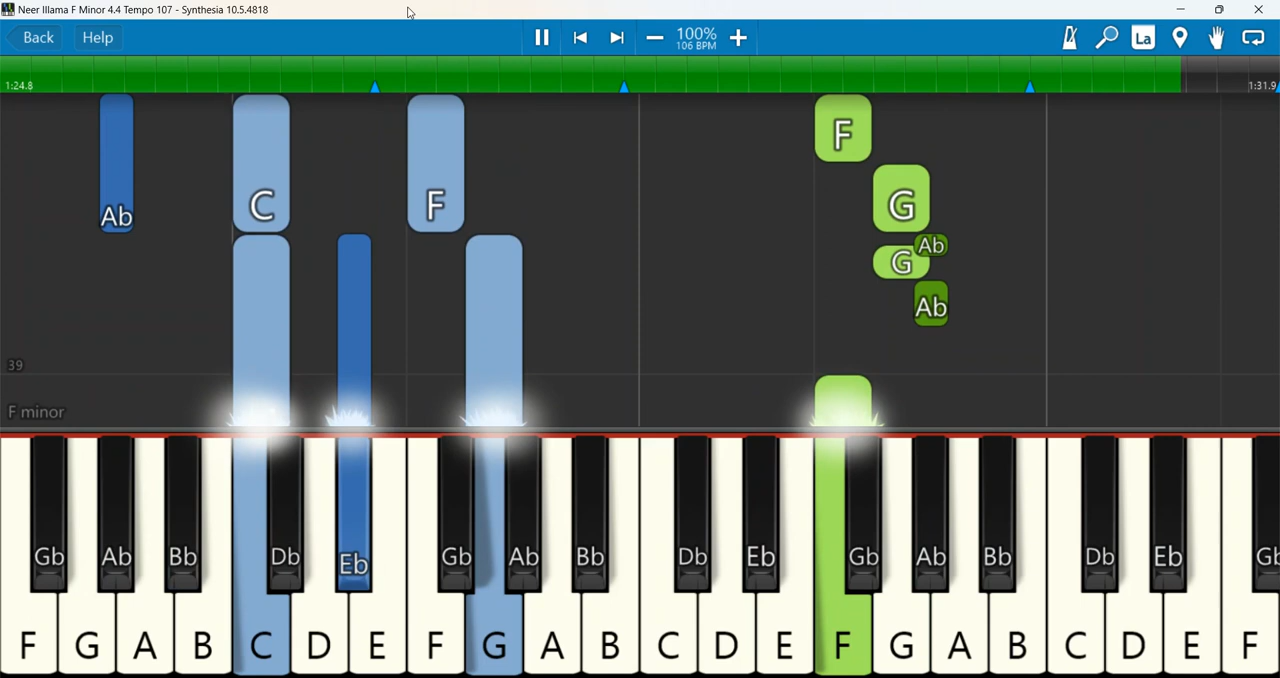 Neer Illama F Minor 4.4 Tempo 107 - Synthesia 10.5.4818
Back Help 100% La
106 BPM
1:24.8 1:31.9
F
Ab C F G
Ab
G
Ab
39
F minor
Gb Ab Bb Db Eb Gb Ab Bb Db Eb Gb Ab Bb Db Eb Gb
F G A B C D E F G A B C D E F G A B C D E F